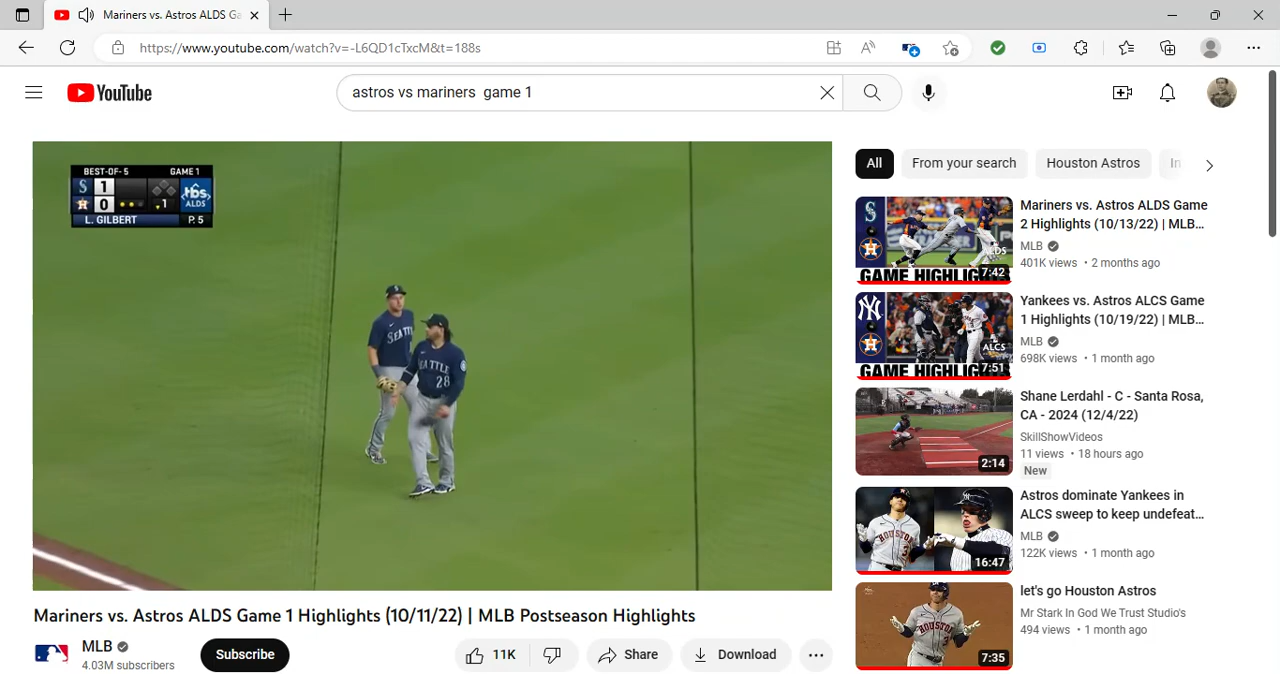 Mariners vs. Astros ALDS Ga
https://www.youtube.com/watch?v=-L6QD1cTxcM&t=188s
YouTube
astros vs mariners  game 1
BEST-OF-5 GAME 1
1
0
.1
tbs
ALDS
L. GILBERT P. 5
SEATTLE
SEATTLE
28
Mariners vs. Astros ALDS Game 1 Highlights (10/11/22) | MLB Postseason Highlights
MLB
4.03M subscribers
Subscribe
11K
Share
Download
All
From your search
Houston Astros
In
ALDS
GAME HIGHLIGHTS
7:42
Mariners vs. Astros ALDS Game
2 Highlights (10/13/22) | MLB...
MLB
401K views • 2 months ago
ALCS
GAME HIGHLIGHTS
7:51
Yankees vs. Astros ALCS Game
1 Highlights (10/19/22) | MLB...
MLB
698K views • 1 month ago
2:14
Shane Lerdahl - C - Santa Rosa,
CA - 2024 (12/4/22)
SkillShowVideos
11 views • 18 hours ago
New
HOUSTON
16:47
Astros dominate Yankees in
ALCS sweep to keep undefeat...
MLB
122K views • 1 month ago
HOUSTON
7:35
let's go Houston Astros
Mr Stark In God We Trust Studio's
494 views • 1 month ago